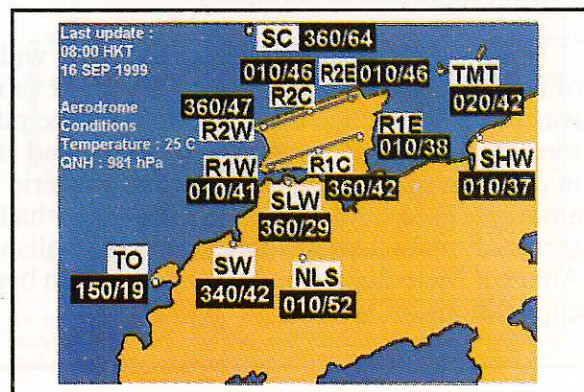 Last update :
08:00 HKT
16 SEP 1999
SC 360/64
010/46 R2E 010/46
TMT
020/42
Aerodrome
Conditions
Temperature : 25 C
QNH : 981 hPa
360/47
R2C
R2W
R1E
010/38
SHW
010/37
R1W
010/41
R1C
360/42
SLW
360/29
TO
150/19
SW
340/42
NLS
010/52